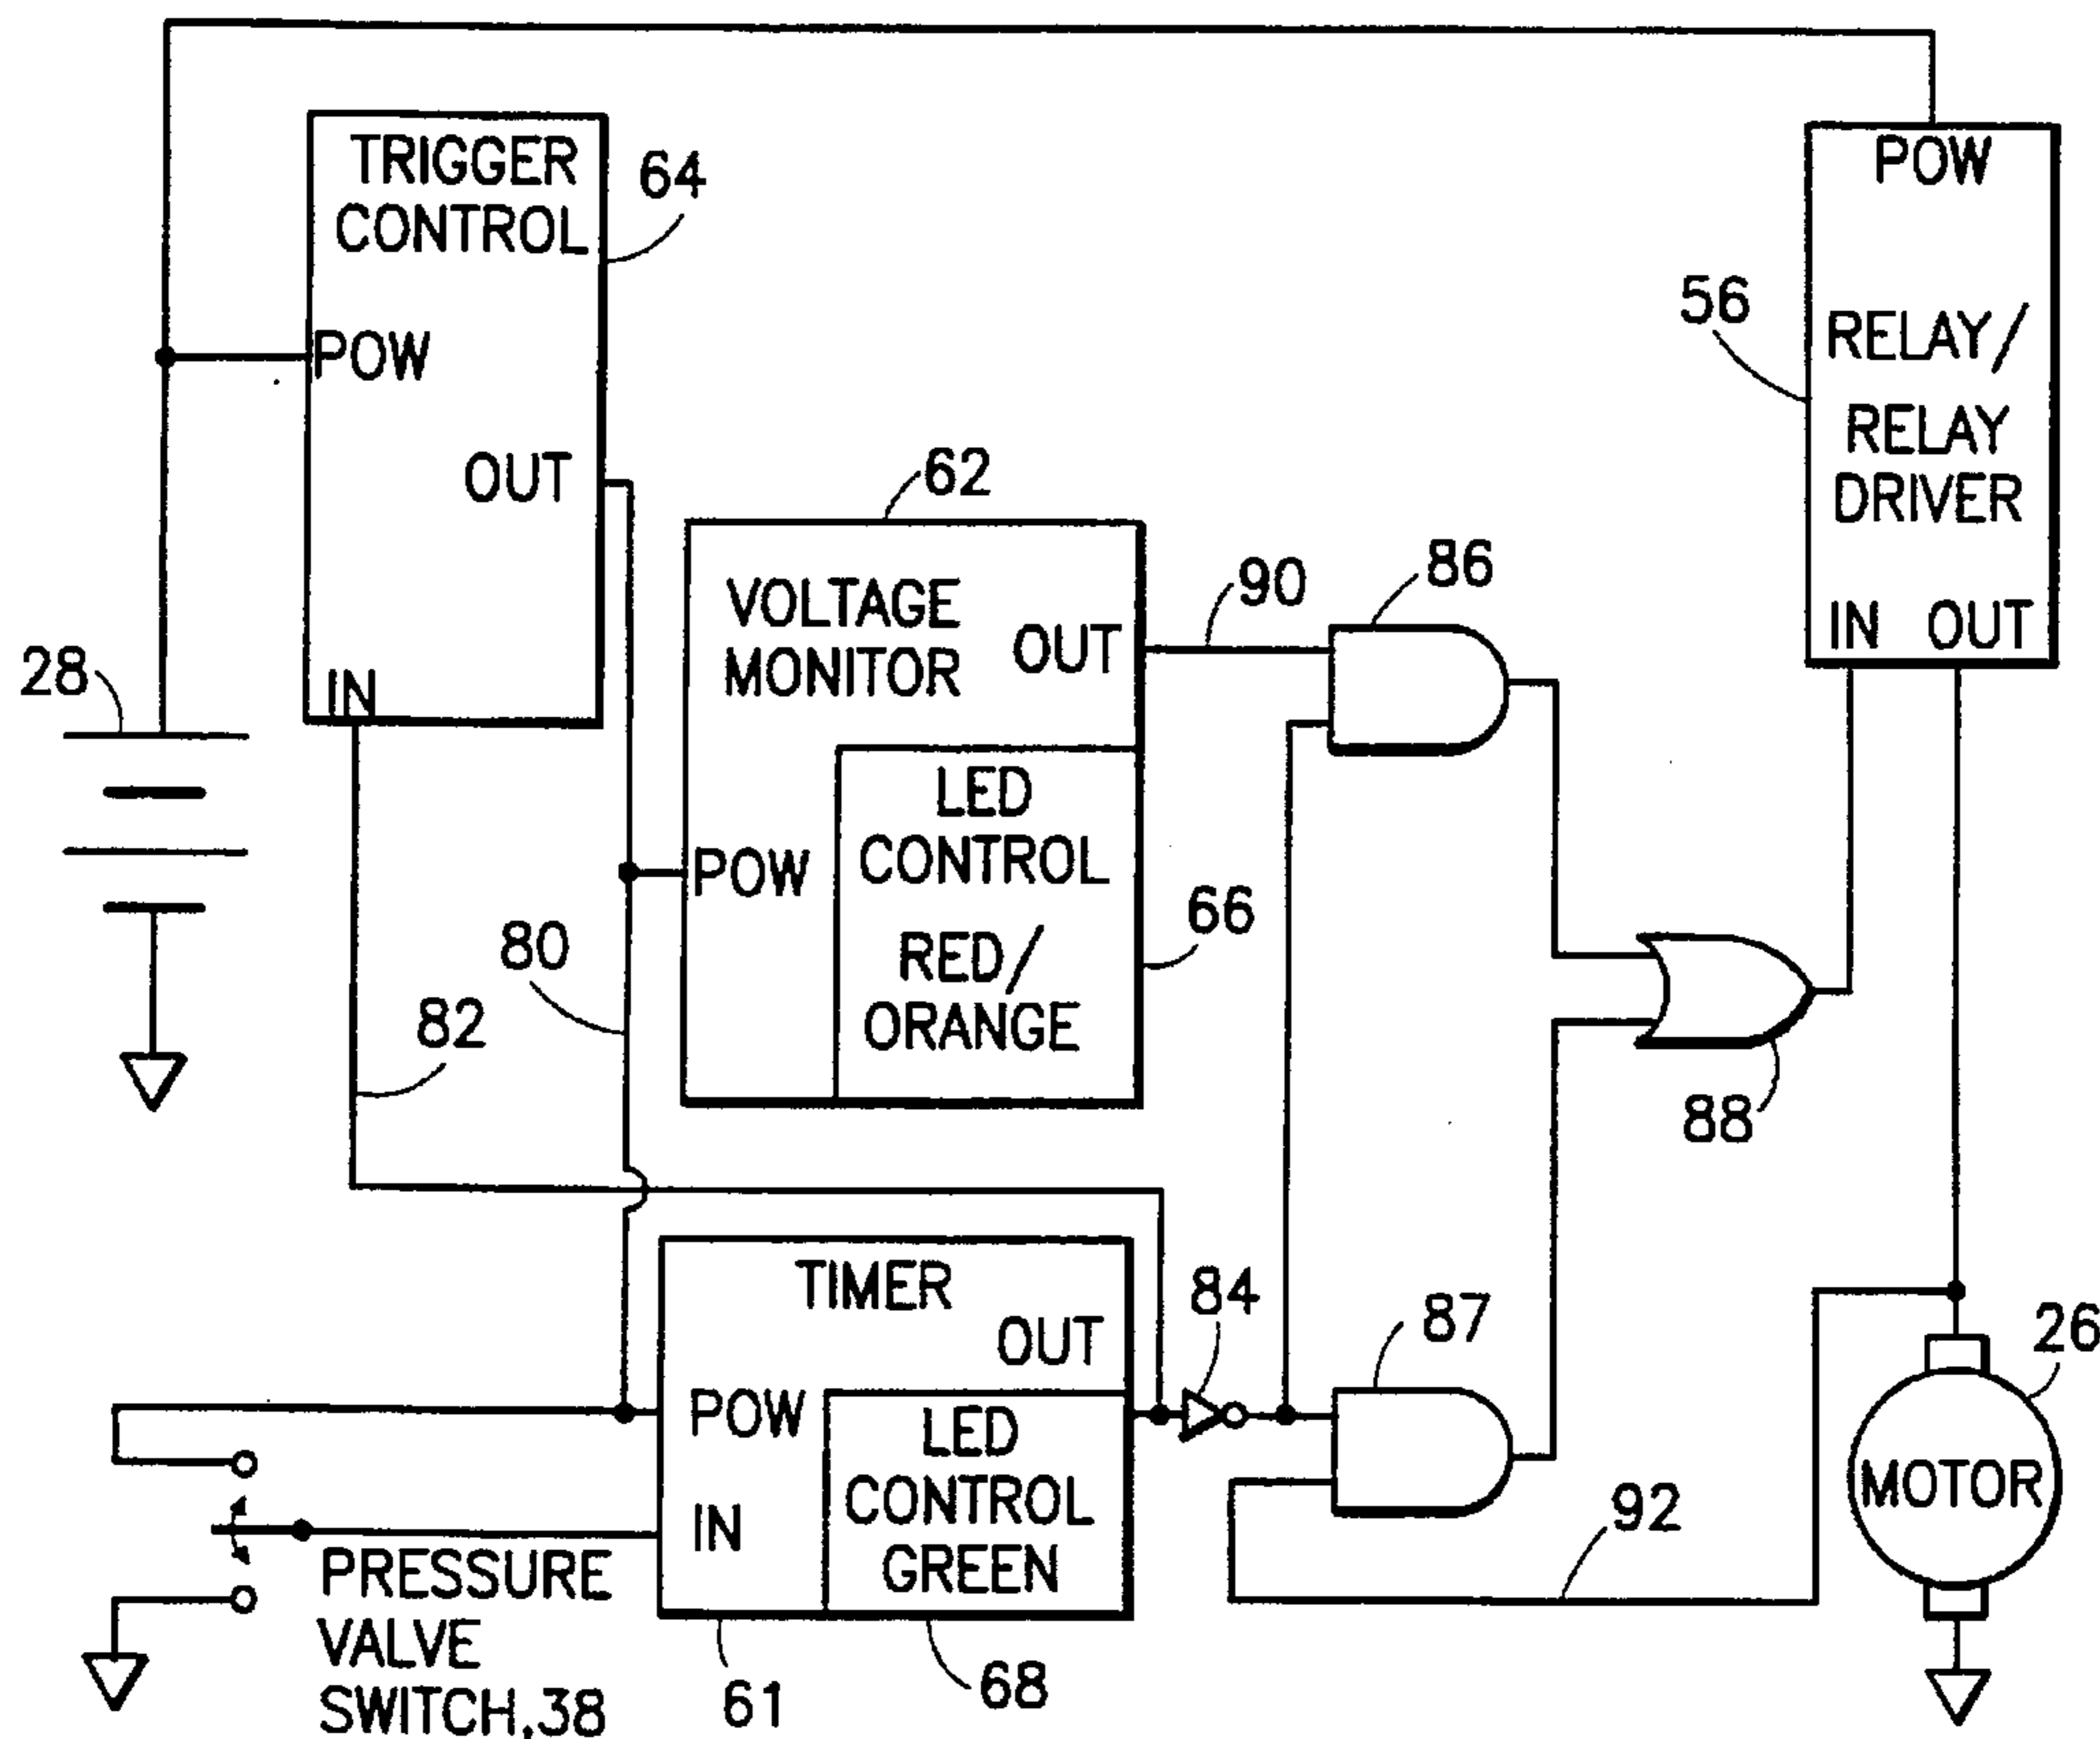 TRIGGER
CONTROL
64
POW
OUT
IN
28
82
80
62
VOLTAGE
MONITOR
OUT
POW
LED
CONTROL
RED/
ORANGE
66
90
86
56
POW
RELAY/
RELAY
DRIVER
IN OUT
88
TIMER
OUT
POW
IN
LED
CONTROL
GREEN
84
87
92
26
MOTOR
PRESSURE
VALVE
SWITCH,38
61
68